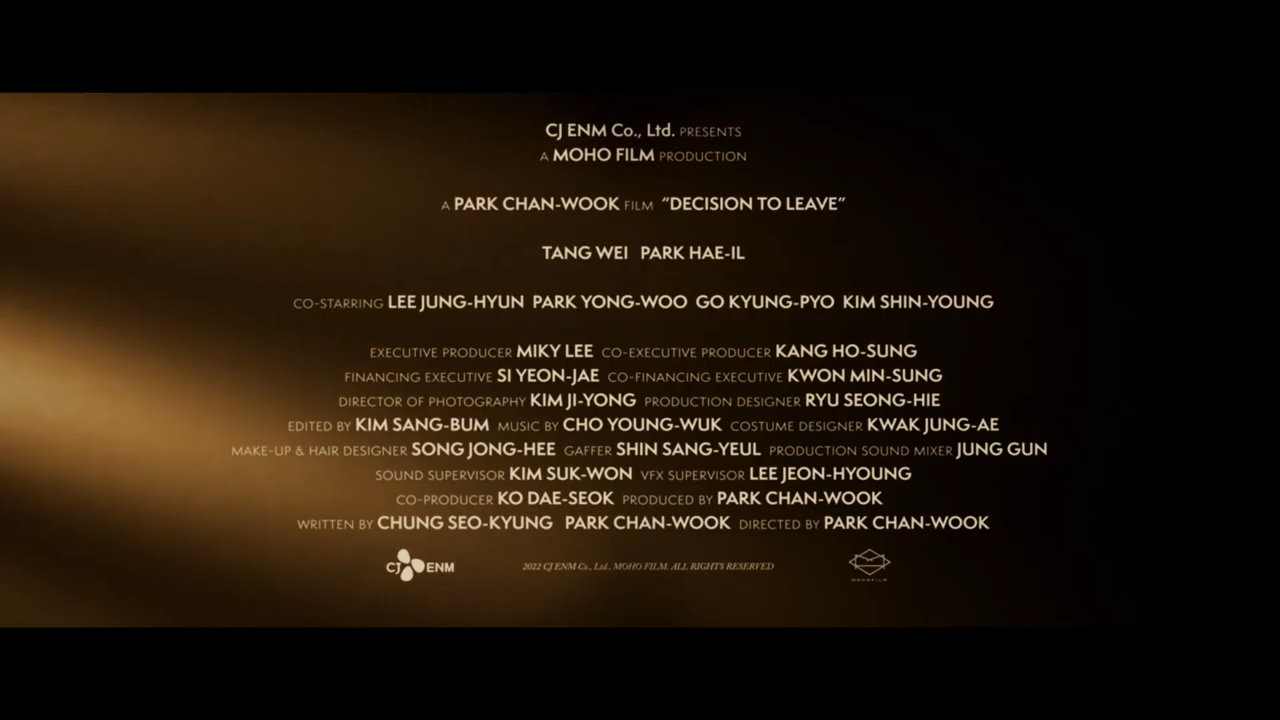 CJ ENM Co., Ltd. PRESENTS
A MOHO FILM PRODUCTION
A PARK CHAN-WOOK FILM “DECISION TO LEAVE”
TANG WEI PARK HAE-IL
CO-STARRING LEE JUNG-HYUN PARK YONG-WOO GO KYUNG-PYO KIM SHIN-YOUNG
EXECUTIVE PRODUCER MIKY LEE CO-EXECUTIVE PRODUCER KANG HO-SUNG
FINANCING EXECUTIVE SI YEON-JAE CO-FINANCING EXECUTIVE KWON MIN-SUNG
DIRECTOR OF PHOTOGRAPHY KIM JI-YONG PRODUCTION DESIGNER RYU SEONG-HIE
EDITED BY KIM SANG-BUM MUSIC BY CHO YOUNG-WUK COSTUME DESIGNER KWAK JUNG-AE
MAKE-UP & HAIR DESIGNER SONG JONG-HEE GAFFER SHIN SANG-YEUL PRODUCTION SOUND MIXER JUNG GUN
SOUND SUPERVISOR KIM SUK-WON VFX SUPERVISOR LEE JEON-HYOUNG
CO-PRODUCER KO DAE-SEOK PRODUCED BY PARK CHAN-WOOK
WRITTEN BY CHUNG SEO-KYUNG PARK CHAN-WOOK DIRECTED BY PARK CHAN-WOOK
CJ ENM 2022 CJ ENM Co., Ltd., MOHO FILM. ALL RIGHTS RESERVED
MOHOFILM